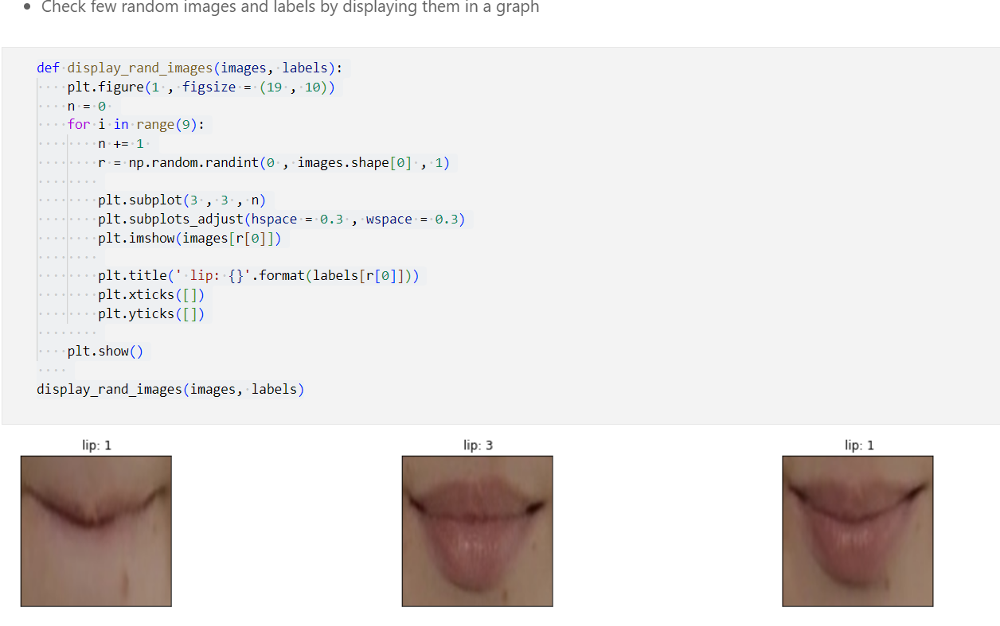 Check few random images and labels by displaying them in a graph
def display_rand_images(images, labels):
    plt.figure(1 , figsize = (19 , 10))
    n = 0
    for i in range(9):
        n += 1
        r = np.random.randint(0 , images.shape[0] , 1)
        plt.subplot(3 , 3 , n)
        plt.subplots_adjust(hspace = 0.3 , wspace = 0.3)
        plt.imshow(images[r[0]])
        plt.title(' lip: {}'.format(labels[r[0]]))
        plt.xticks([])
        plt.yticks([])
    plt.show()
display_rand_images(images, labels)
lip: 1
lip: 3
lip: 1